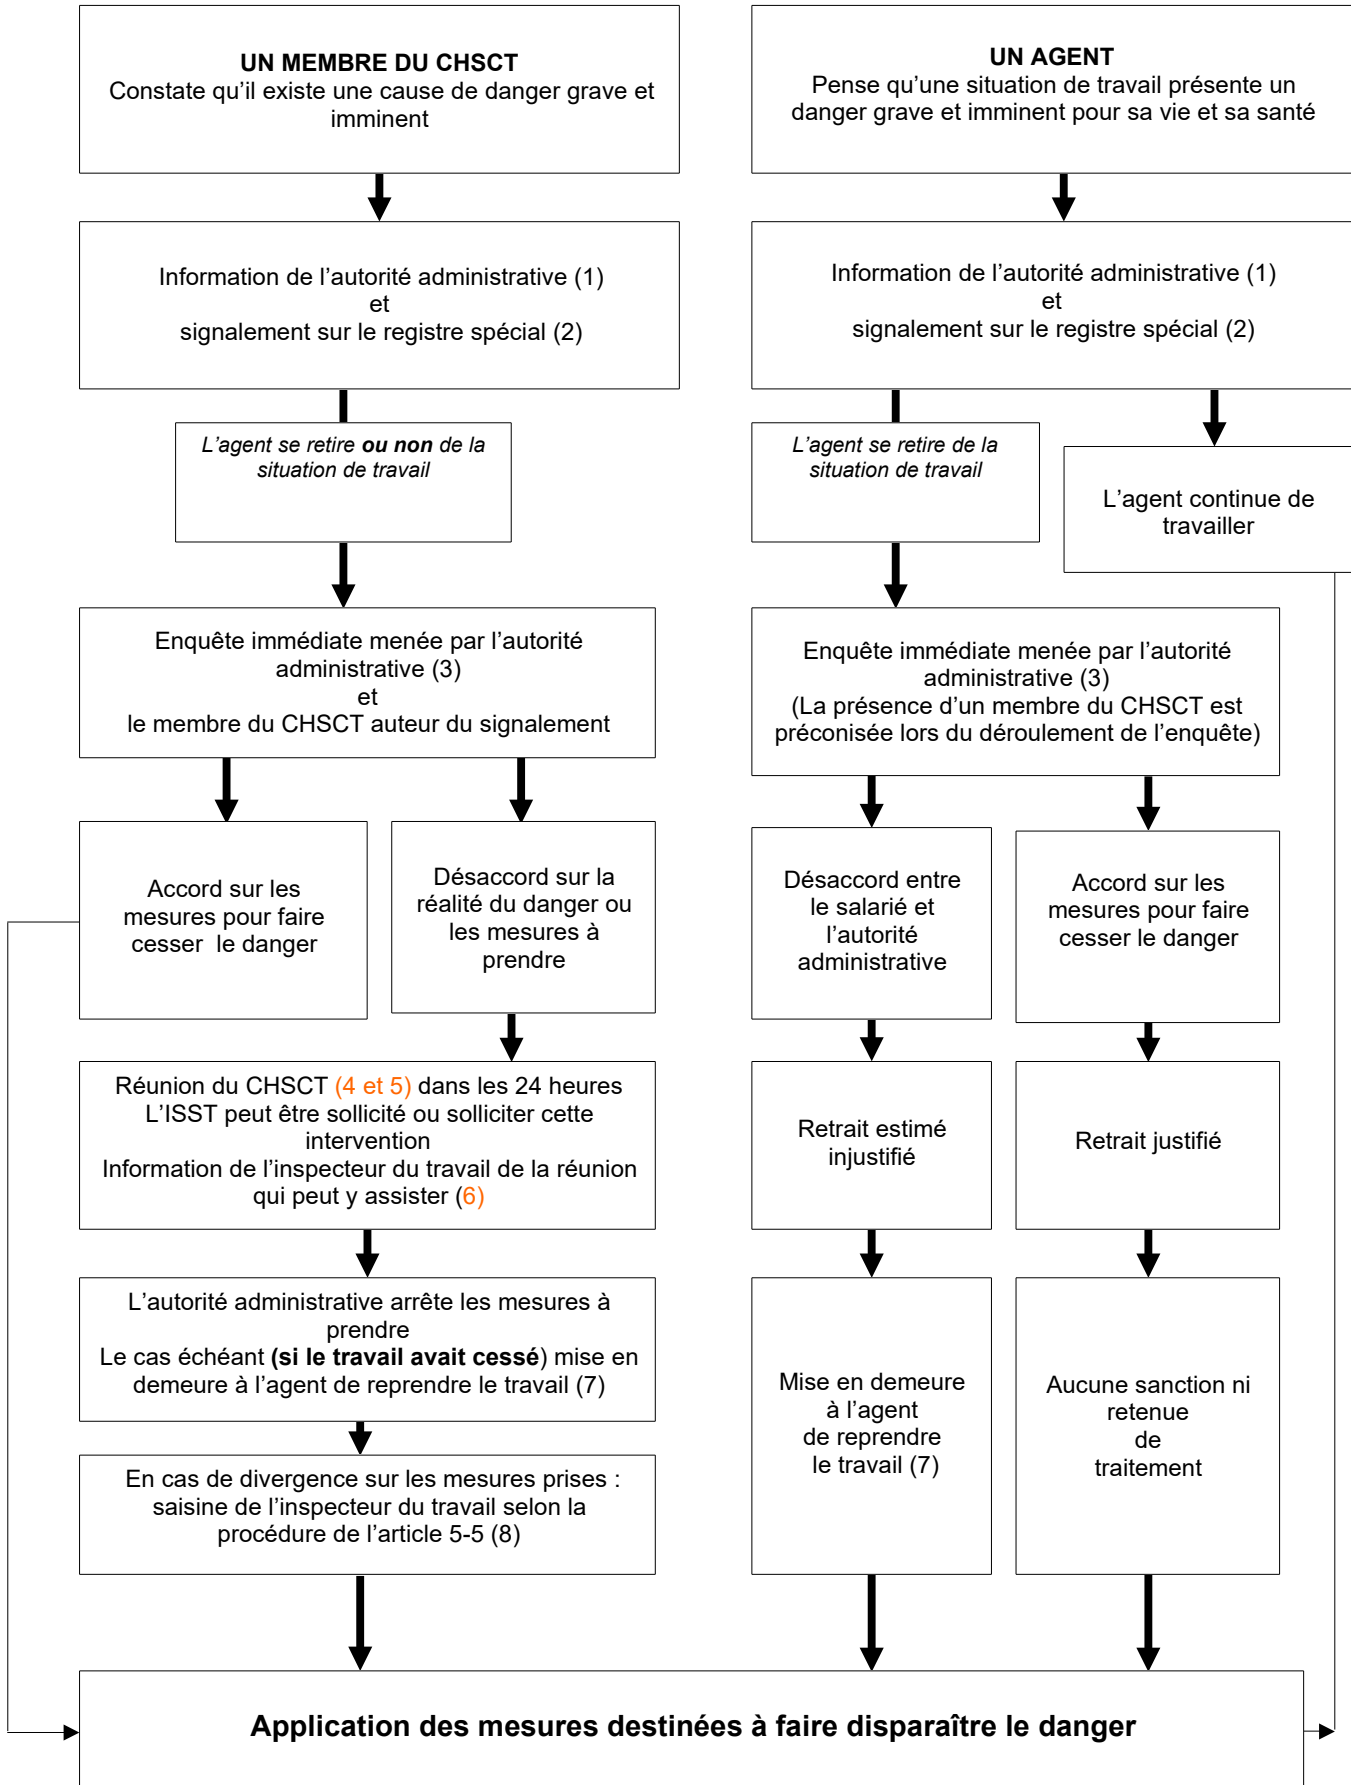 UN MEMBRE DU CHSCT
Constate qu’il existe une cause de danger grave et
imminent
UN AGENT
Pense qu’une situation de travail présente un
danger grave et imminent pour sa vie et sa santé
Information de l’autorité administrative (1)
et
signalement sur le registre spécial (2)
Information de l’autorité administrative (1)
et
signalement sur le registre spécial (2)
L’agent se retire ou non de la
situation de travail
L’agent se retire de la
situation de travail
L’agent continue de
travailler
Enquête immédiate menée par l’autorité
administrative (3)
et
le membre du CHSCT auteur du signalement
Enquête immédiate menée par l’autorité
administrative (3)
(La présence d’un membre du CHSCT est
préconisée lors du déroulement de l’enquête)
Accord sur les
mesures pour faire
cesser le danger
Désaccord sur la
réalité du danger ou
les mesures à
prendre
Désaccord entre
le salarié et
l’autorité
administrative
Accord sur les
mesures pour faire
cesser le danger
Réunion du CHSCT (4 et 5) dans les 24 heures
L’ISST peut être sollicité ou solliciter cette
intervention
Information de l’inspecteur du travail de la réunion
qui peut y assister (6)
Retrait estimé
injustifié
Retrait justifié
L’autorité administrative arrête les mesures à
prendre
Le cas échéant (si le travail avait cessé) mise en
demeure à l’agent de reprendre le travail (7)
Mise en demeure
à l’agent
de reprendre
le travail (7)
Aucune sanction ni
retenue
de
traitement
En cas de divergence sur les mesures prises :
saisine de l’inspecteur du travail selon la
procédure de l’article 5-5 (8)
Application des mesures destinées à faire disparaître le danger